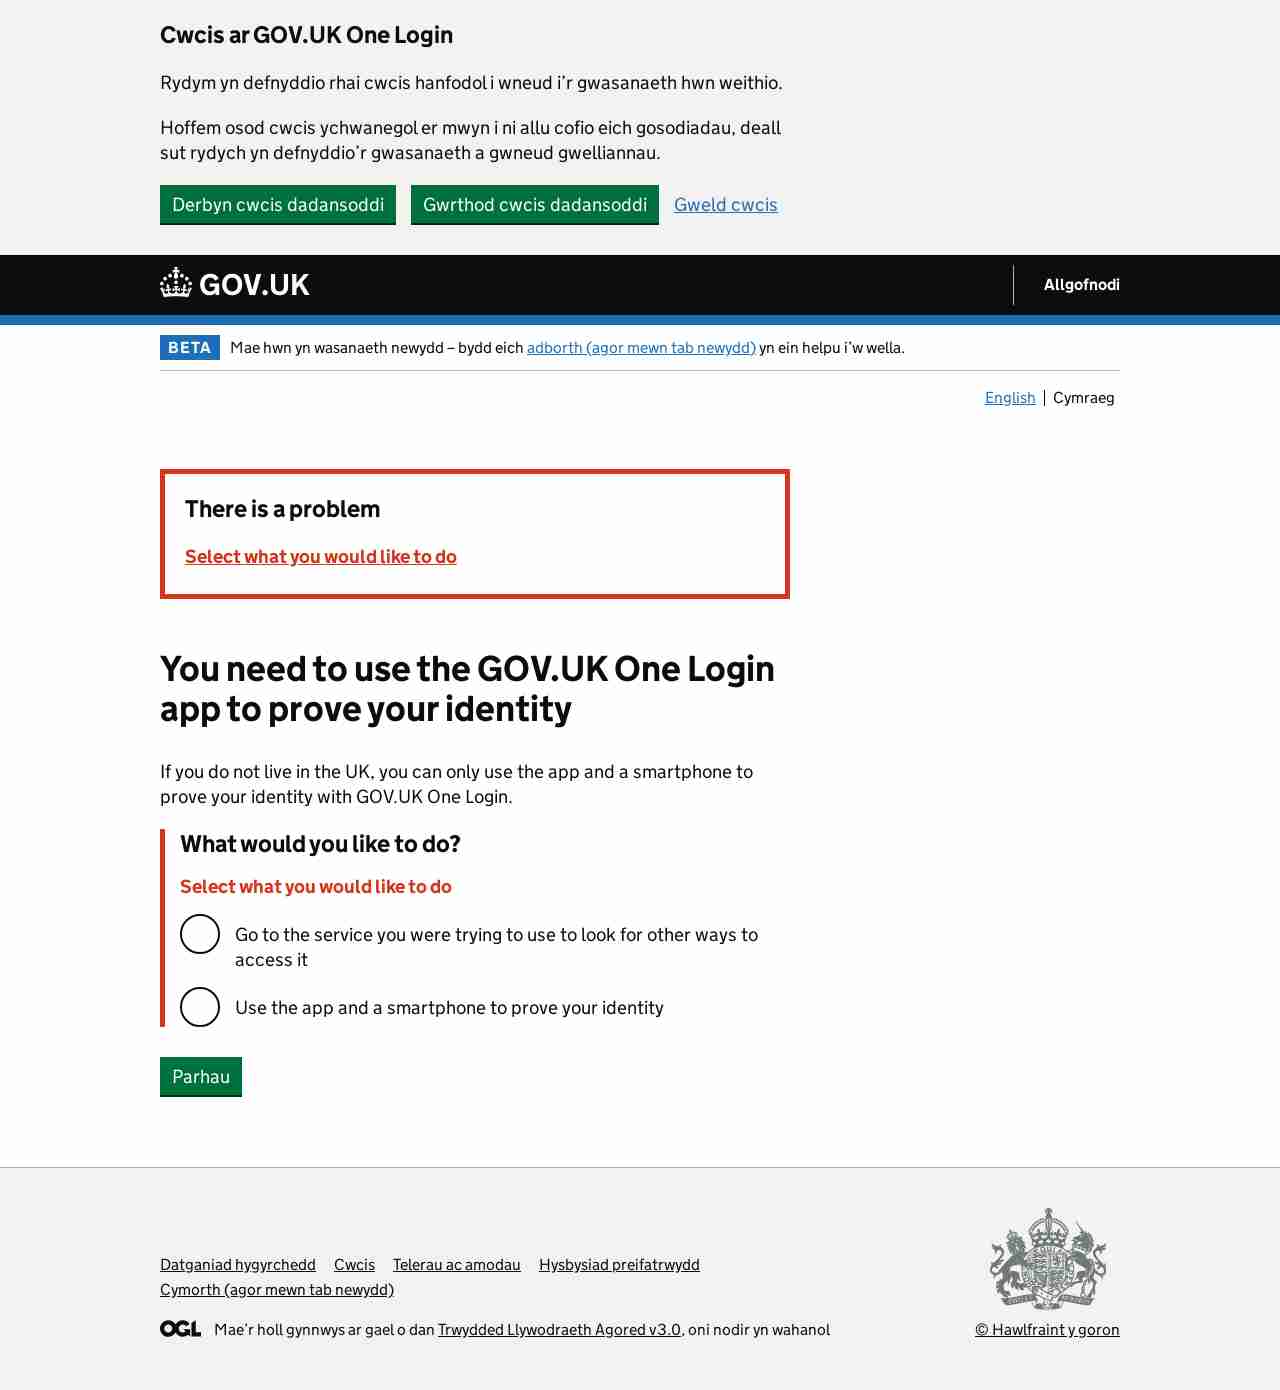 Cwcis ar GOV.UK One Login
Rydym yn defnyddio rhai cwcis hanfodol i wneud i’r gwasanaeth hwn weithio.
Hoffem osod cwcis ychwanegol er mwyn i ni allu cofio eich gosodiadau, deall
sut rydych yn defnyddio’r gwasanaeth a gwneud gwelliannau.
Derbyn cwcis dadansoddi Gwrthod cwcis dadansoddi Gweld cwcis
GOV.UK Allgofnodi
BETA Mae hwn yn wasanaeth newydd – bydd eich adborth (agor mewn tab newydd) yn ein helpu i’w wella.
English Cymraeg
There is a problem
Select what you would like to do
You need to use the GOV.UK One Login
app to prove your identity
If you do not live in the UK, you can only use the app and a smartphone to
prove your identity with GOV.UK One Login.
What would you like to do?
Select what you would like to do
Go to the service you were trying to use to look for other ways to
access it
Use the app and a smartphone to prove your identity
Parhau
Datganiad hygyrchedd Cwcis Telerau ac amodau Hysbysiad preifatrwydd
Cymorth (agor mewn tab newydd)
OGL Mae’r holl gynnwys ar gael o dan Trwydded Llywodraeth Agored v3.0, oni nodir yn wahanol
© Hawlfraint y goron